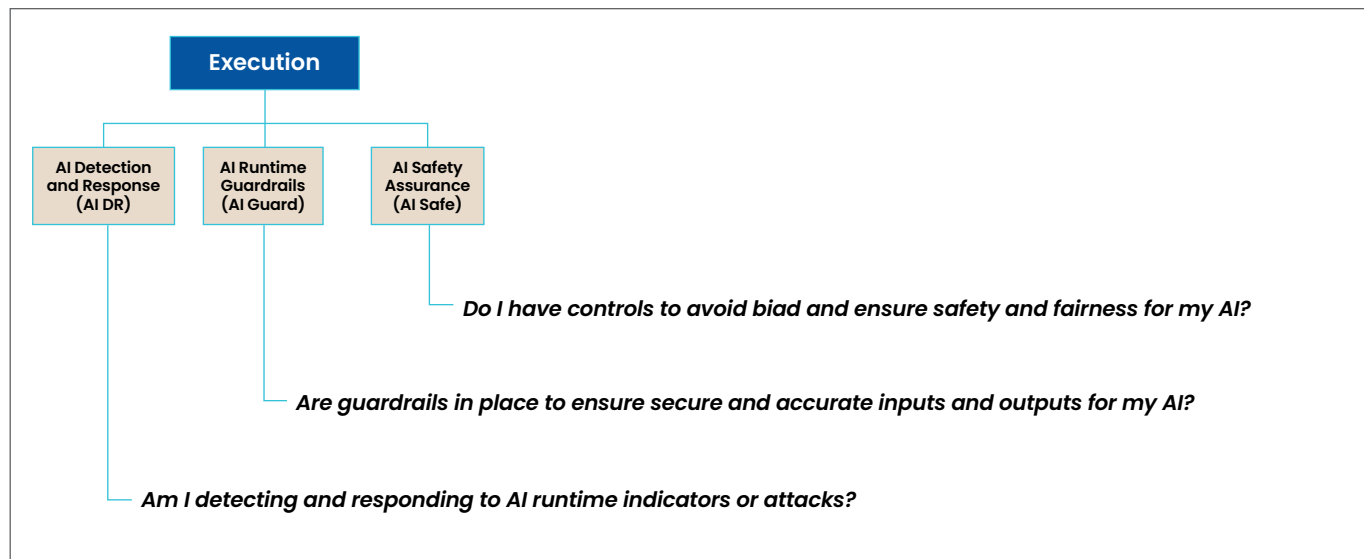 Execution
AI Detection
and Response
(AI DR)
AI Runtime
Guardrails
(AI Guard)
AI Safety
Assurance
(AI Safe)
Do I have controls to avoid biad and ensure safety and fairness for my AI?
Are guardrails in place to ensure secure and accurate inputs and outputs for my AI?
Am I detecting and responding to AI runtime indicators or attacks?